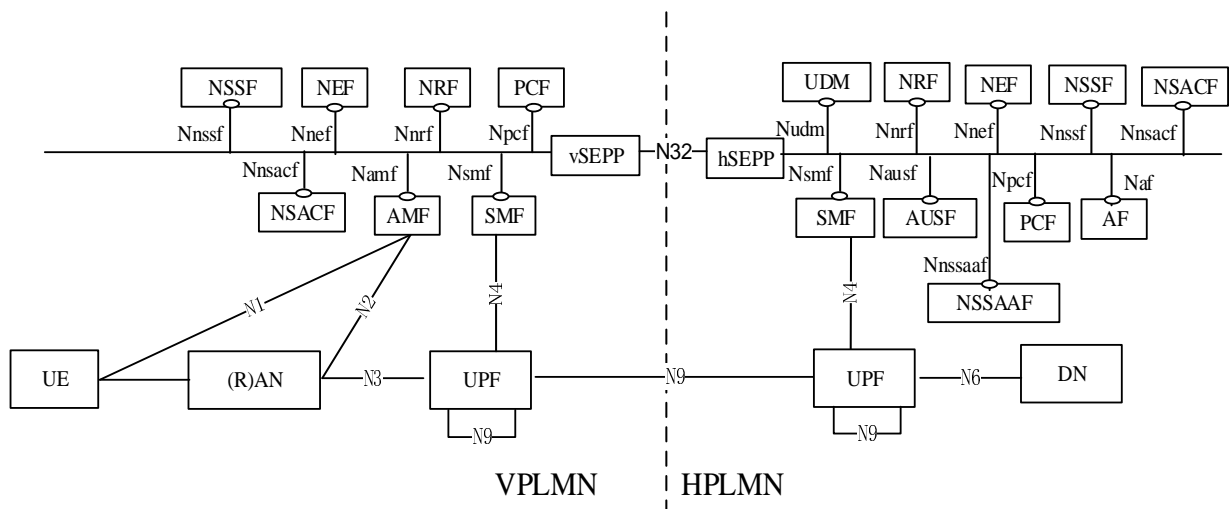 NSSF NEF NRF PCF UDM NRF NEF NSSF NSACF
Nnssf Nnef Nnrf Npcf Nudm Nnrf Nnef Nnssf Nnsacf
vSEPP N32 hSEPP
Nnsacf Namf Nsmf Nsmf Nausf Npcf Naf
NSACF AMF SMF SMF AUSF PCF AF
Nnssaaf
NSSAAF
N1 N2 N4 N4
UE (R)AN N3 UPF N9 UPF N6 DN
N9 N9
VPLMN HPLMN